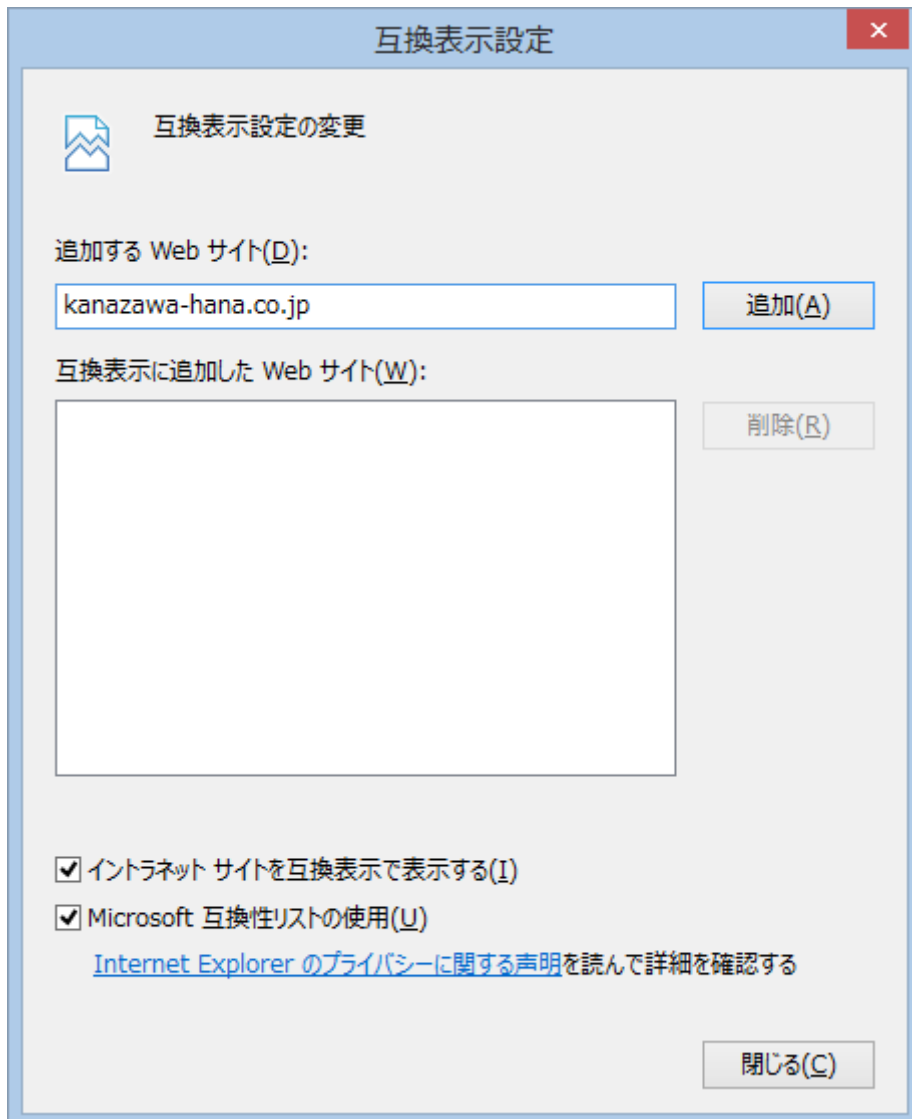 互換表示設定
互換表示設定の変更
追加する Web サイト(D):
kanazawa-hana.co.jp
追加(A)
互換表示に追加した Web サイト(W):
削除(R)
イントラネット サイトを互換表示で表示する(I)
Microsoft 互換性リストの使用(U)
Internet Explorer のプライバシーに関する声明を読んで詳細を確認する
閉じる(C)